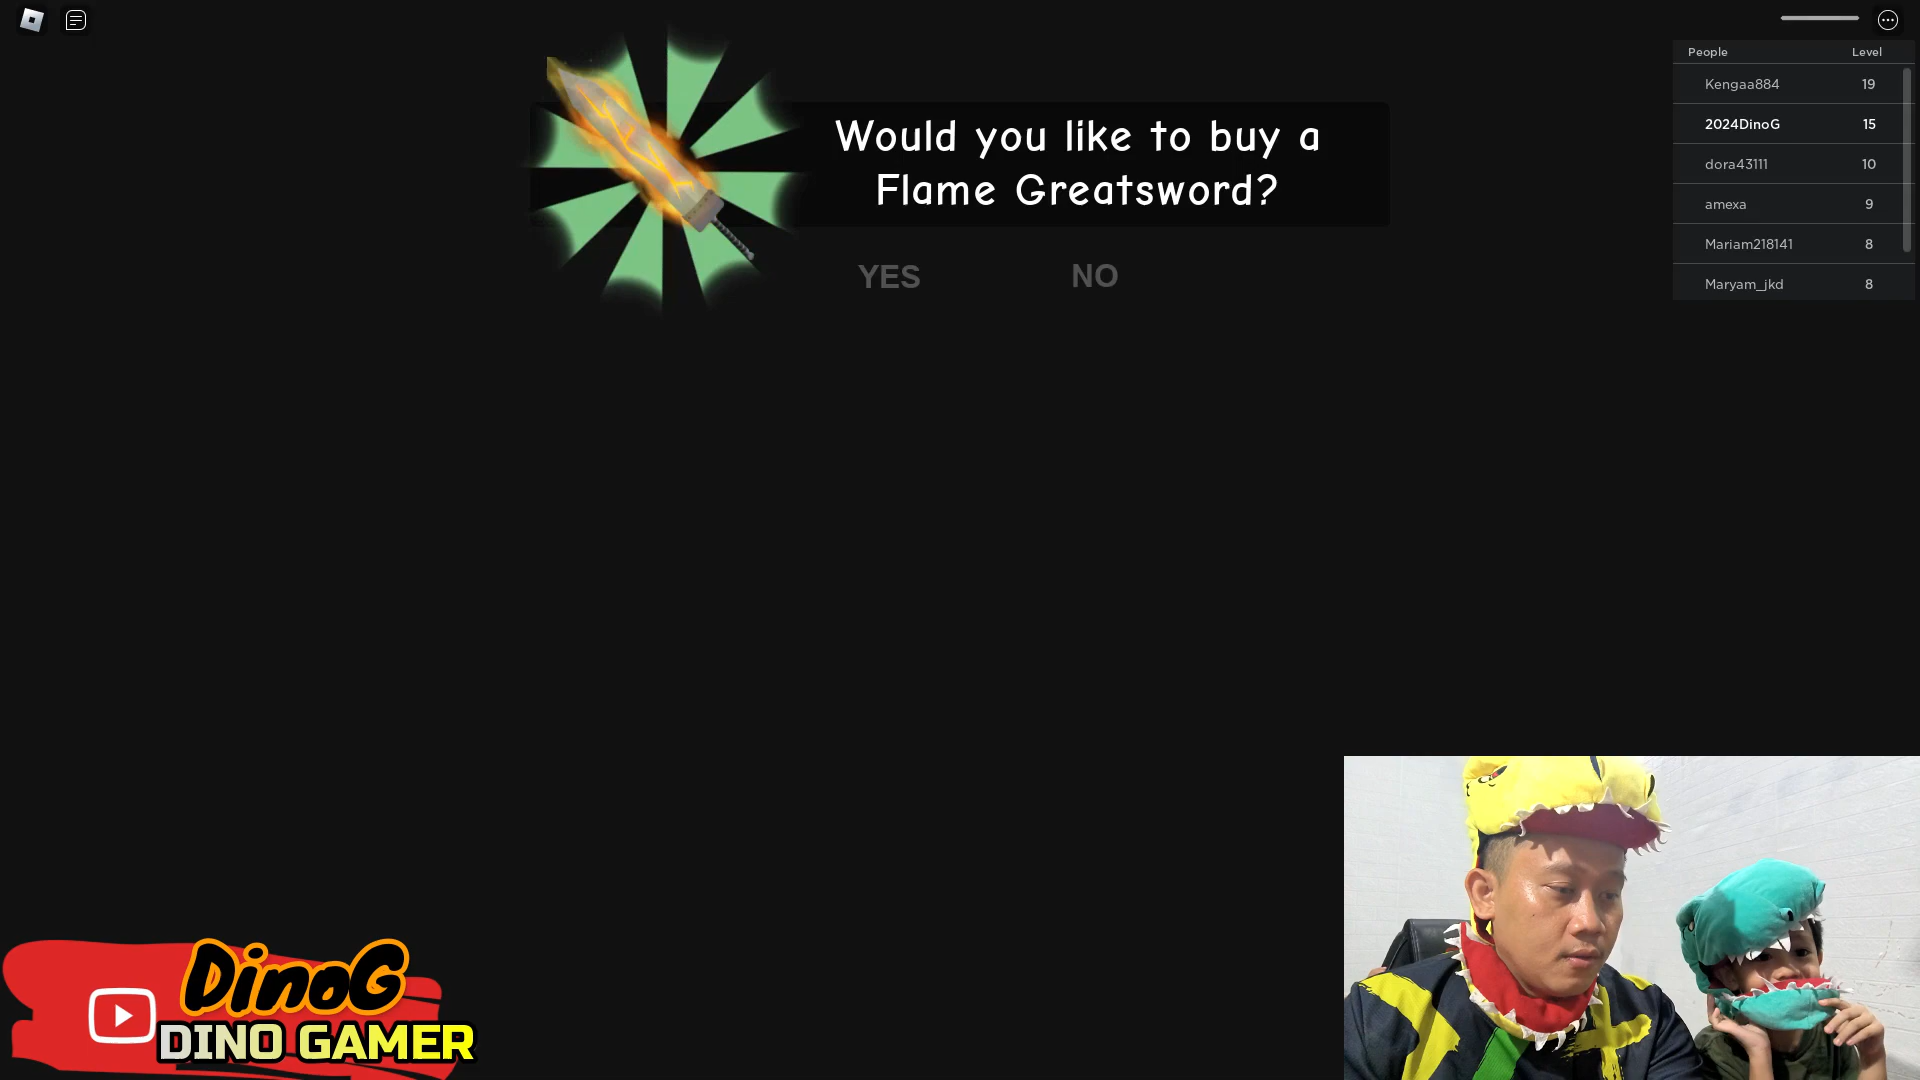 Would you like to buy a
Flame Greatsword?
YES
NO
People Level
Kengaa884 19
2024DinoG 15
dora43111 10
amexa 9
Mariam218141 8
Maryam_jkd 8
DinoG
DINO GAMER